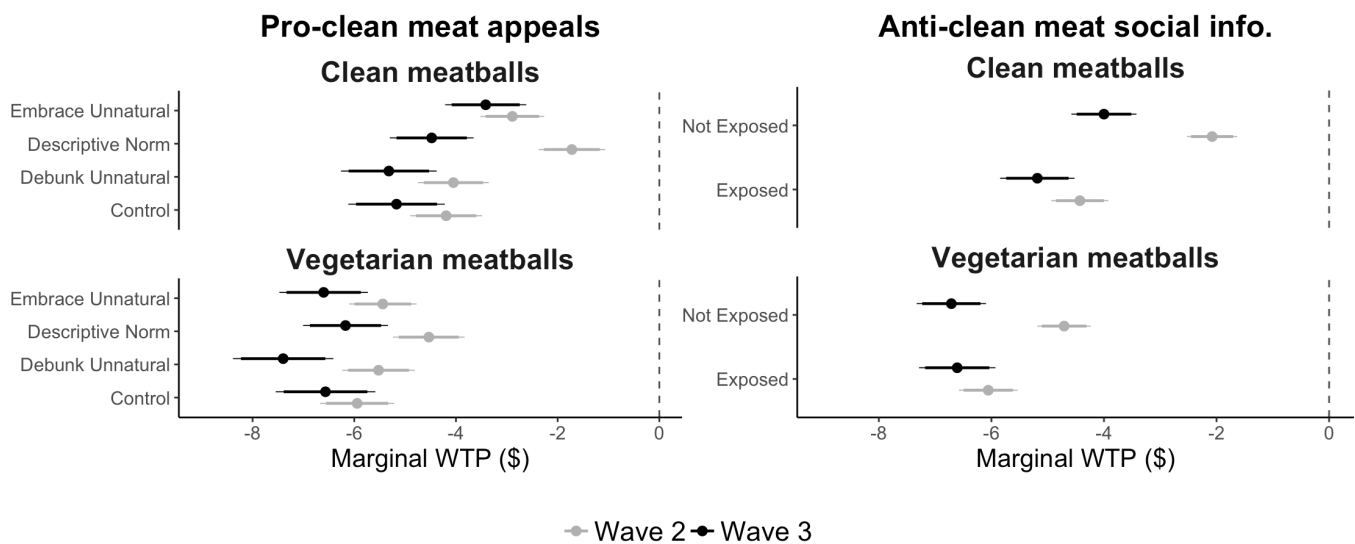 Pro-clean meat appeals
Clean meatballs
Embrace Unnatural
Descriptive Norm
Debunk Unnatural
Control
Vegetarian meatballs
Embrace Unnatural
Descriptive Norm
Debunk Unnatural
Control
-8 -6 -4 -2 0
Marginal WTP ($)
Anti-clean meat social info.
Clean meatballs
Not Exposed
Exposed
Vegetarian meatballs
Not Exposed
Exposed
-8 -6 -4 -2 0
Marginal WTP ($)
Wave 2 Wave 3